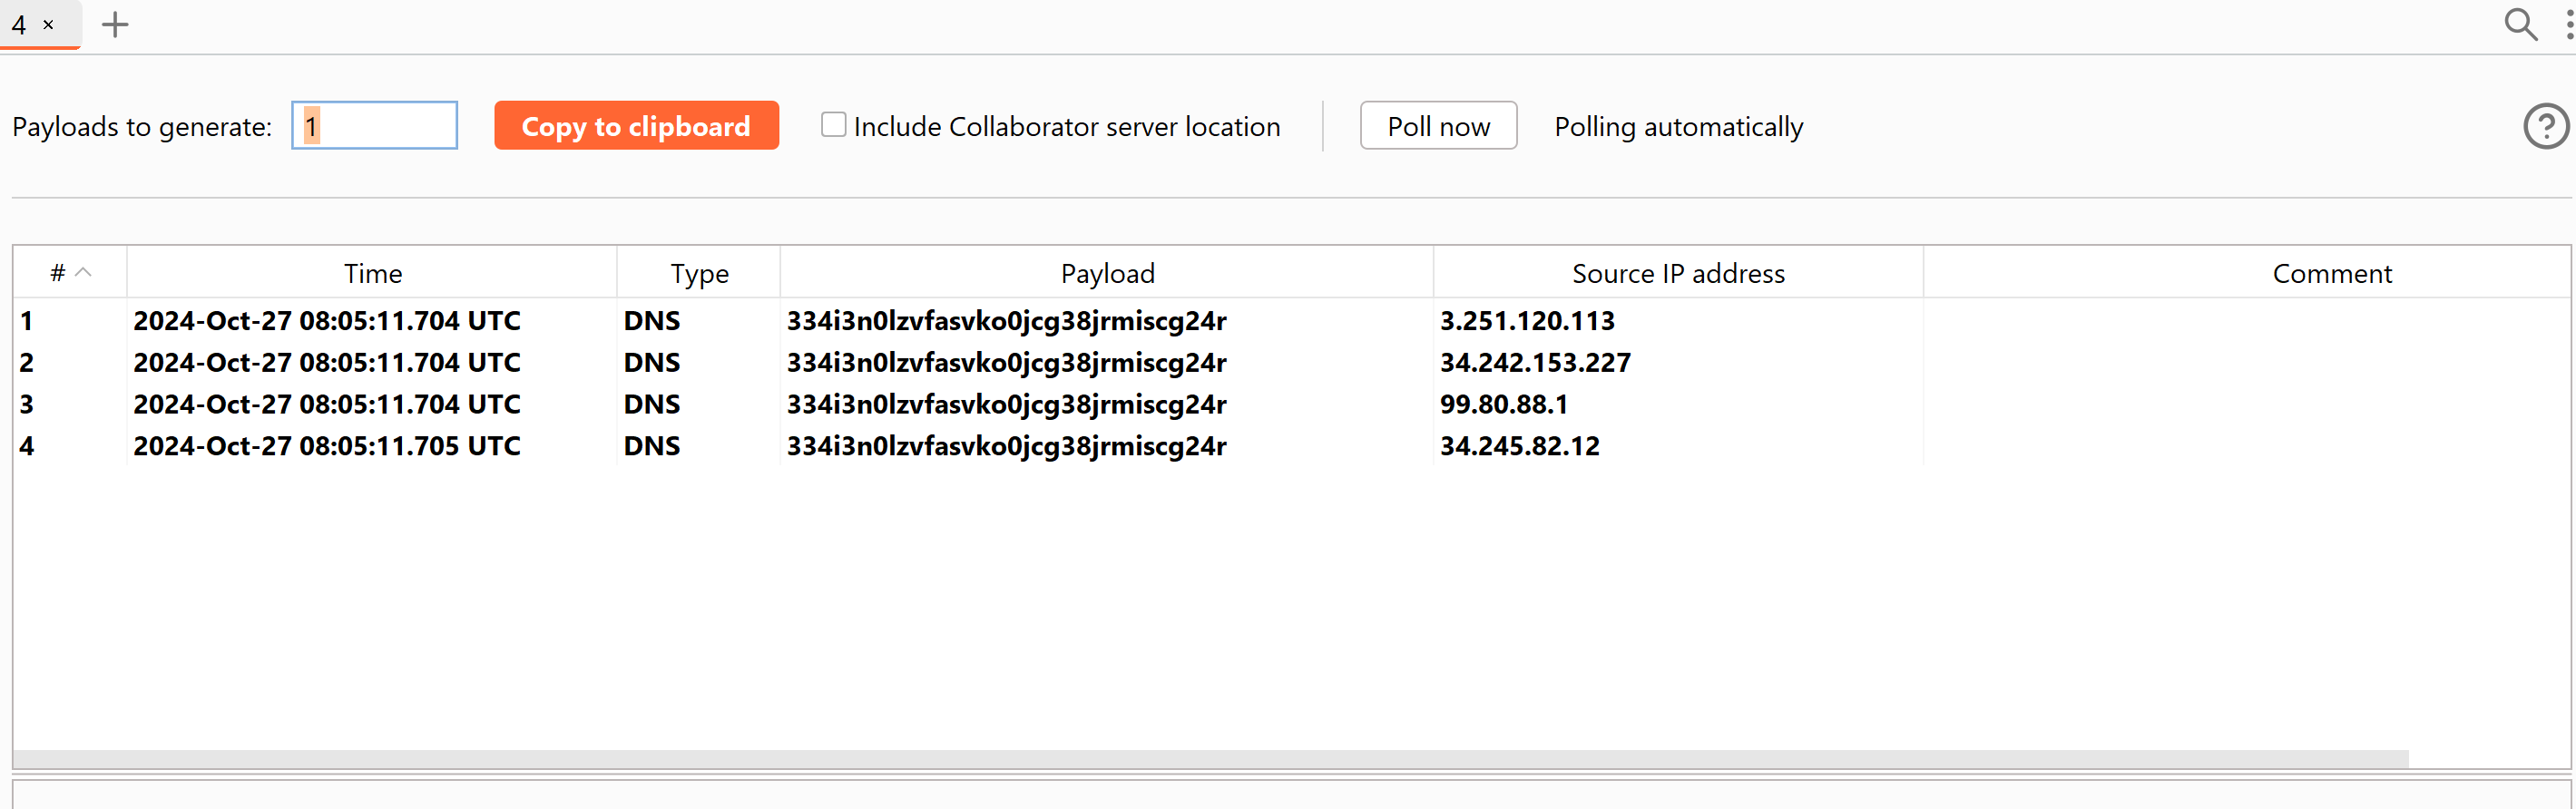 4 ×
Payloads to generate: 1 Copy to clipboard Include Collaborator server location Poll now Polling automatically ?
# Time Type Payload Source IP address Comment
1 2024-Oct-27 08:05:11.704 UTC DNS 334i3n0lzvfasvko0jcg38jrmiscg24r 3.251.120.113
2 2024-Oct-27 08:05:11.704 UTC DNS 334i3n0lzvfasvko0jcg38jrmiscg24r 34.242.153.227
3 2024-Oct-27 08:05:11.704 UTC DNS 334i3n0lzvfasvko0jcg38jrmiscg24r 99.80.88.1
4 2024-Oct-27 08:05:11.705 UTC DNS 334i3n0lzvfasvko0jcg38jrmiscg24r 34.245.82.12